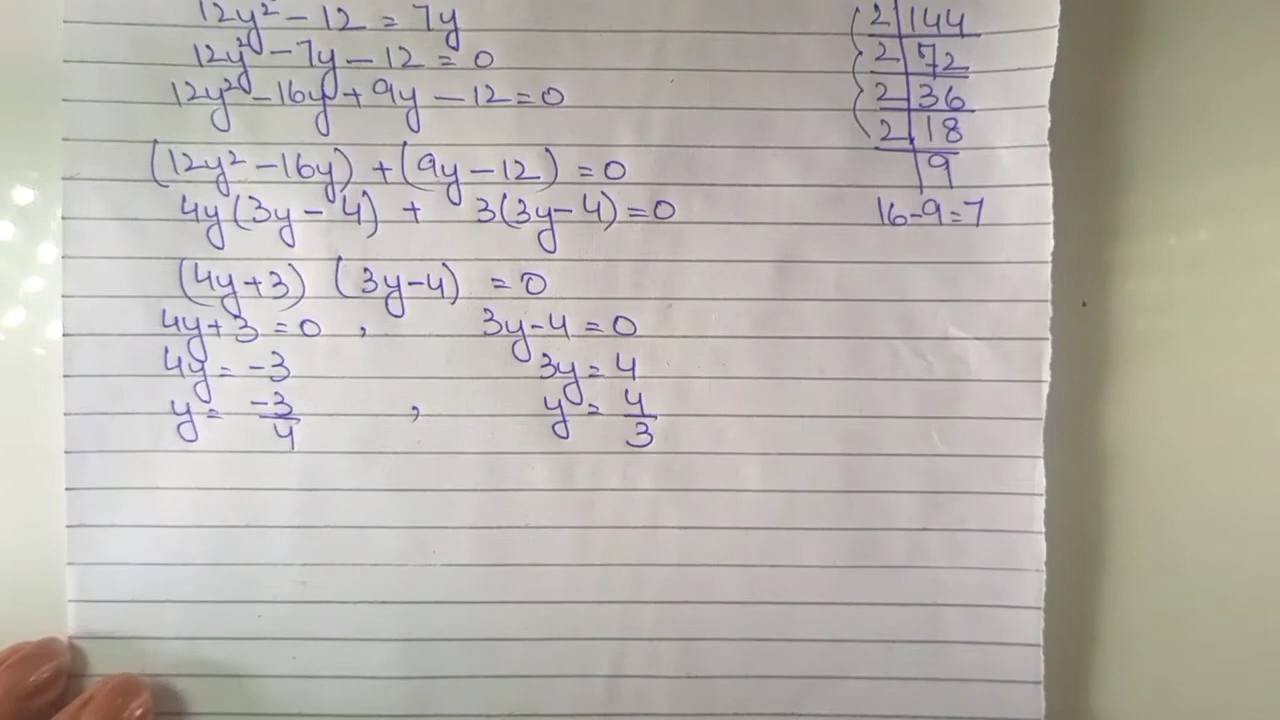 12y² - 12 = 7y
12y² - 7y - 12 = 0
12y² - 16y + 9y - 12 = 0
(12y² - 16y) + (9y - 12) = 0
4y(3y - 4) + 3(3y - 4) = 0
(4y+3) (3y-4) = 0
4y+3 = 0 , 3y-4 = 0
4y = -3 3y = 4
y = -3/4 , y = 4/3
2|144
2|72
2|36
2|18
|9
16-9=7